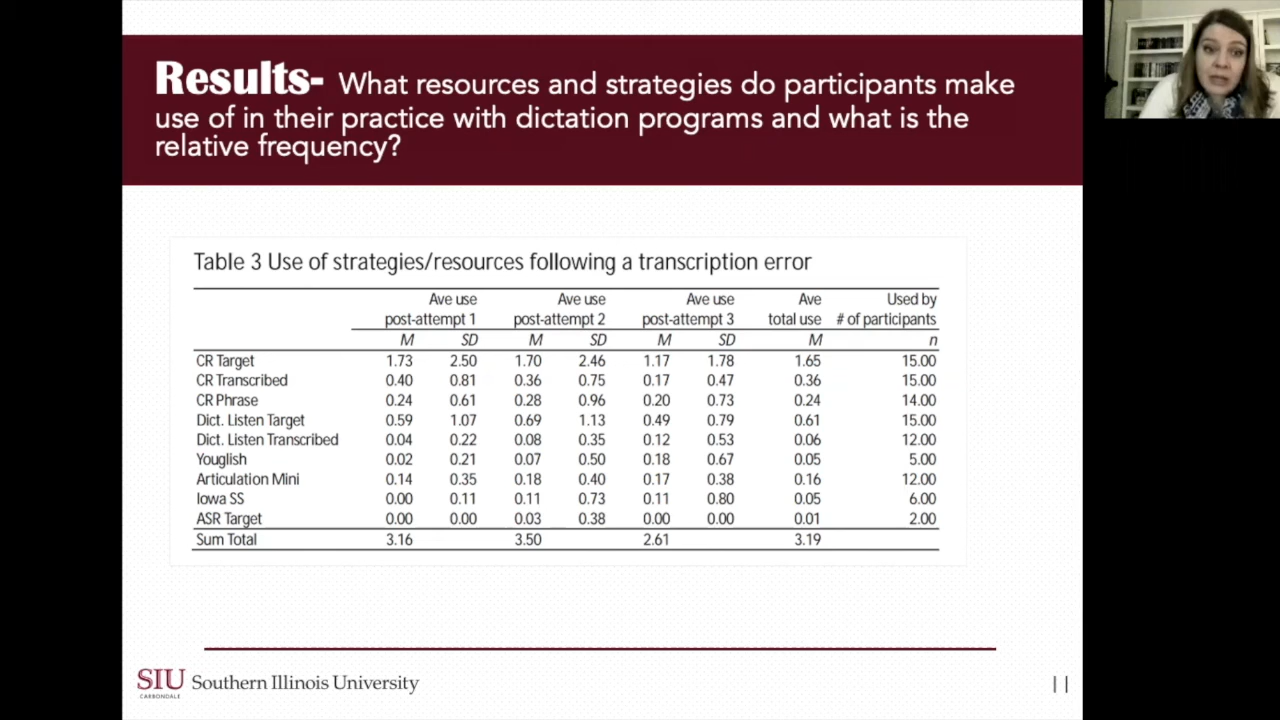 Results- What resources and strategies do participants make
use of in their practice with dictation programs and what is the
relative frequency?
Table 3 Use of strategies/resources following a transcription error
Ave use Ave use Ave use Ave Used by
post-attempt 1 post-attempt 2 post-attempt 3 total use # of participants
M SD M SD M SD M n
CR Target 1.73 2.50 1.70 2.46 1.17 1.78 1.65 15.00
CR Transcribed 0.40 0.81 0.36 0.75 0.17 0.47 0.36 15.00
CR Phrase 0.24 0.61 0.28 0.96 0.20 0.73 0.24 14.00
Dict. Listen Target 0.59 1.07 0.69 1.13 0.49 0.79 0.61 15.00
Dict. Listen Transcribed 0.04 0.22 0.08 0.35 0.12 0.53 0.06 12.00
Youglish 0.02 0.21 0.07 0.50 0.18 0.67 0.05 5.00
Articulation Mini 0.14 0.35 0.18 0.40 0.17 0.38 0.16 12.00
Iowa SS 0.00 0.11 0.11 0.73 0.11 0.80 0.05 6.00
ASR Target 0.00 0.00 0.03 0.38 0.00 0.00 0.01 2.00
Sum Total 3.16 3.50 2.61 3.19
SIU Southern Illinois University
CARBONDALE
11